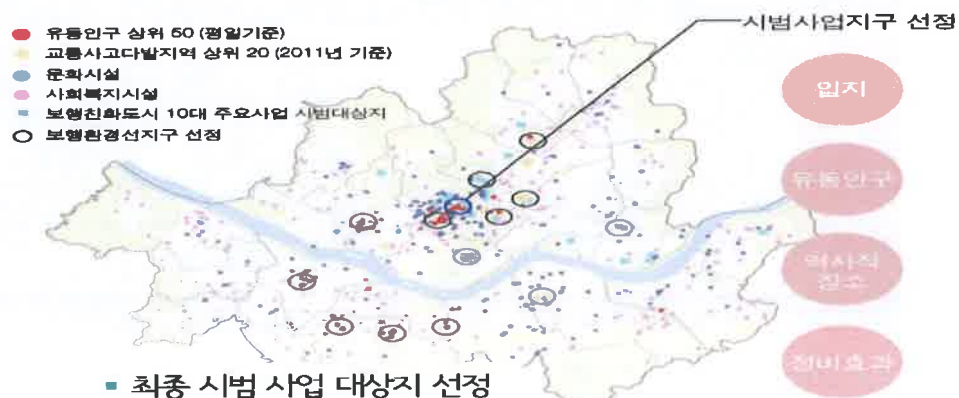 유동인구 상위 50 (평일기준)
교통사고다발지역 상위 20 (2011년 기준)
문화시설
사회복지시설
보행친화도시 10대 주요사업 시범대상지
보행환경선지구 선정
시범사업지구 선정
입지
유동인구
역사적
장소
정비효과
최종 시범 사업 대상지 선정